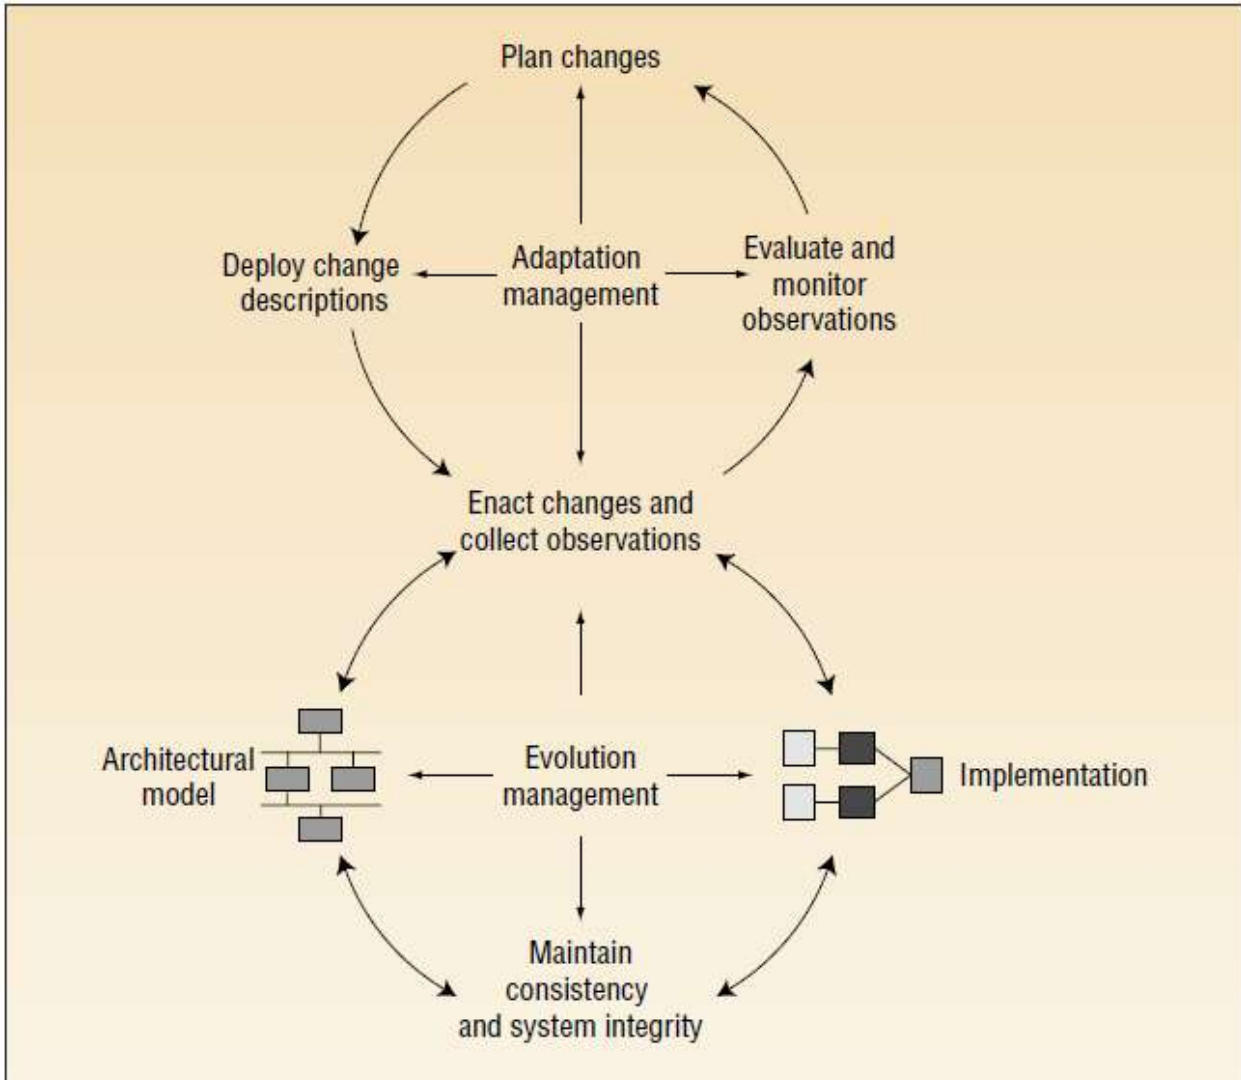 Plan changes
Deploy change
descriptions
Adaptation
management
Evaluate and
monitor
observations
Enact changes and
collect observations
Architectural
model
Evolution
management
Implementation
Maintain
consistency
and system integrity